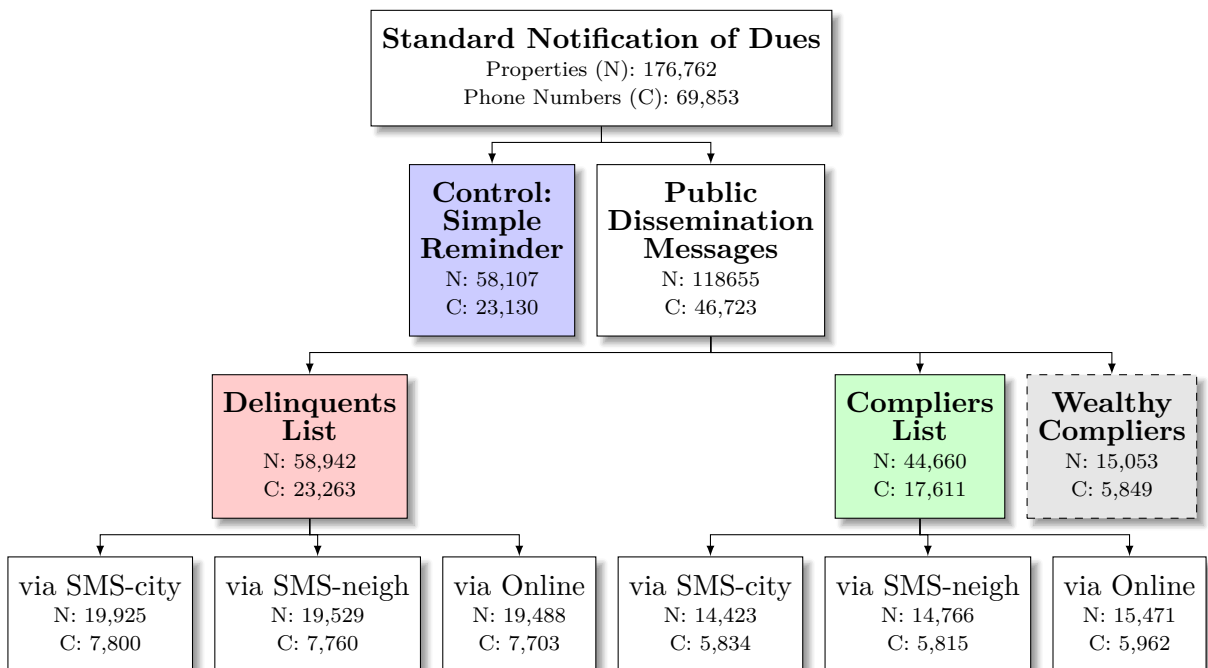 Standard Notification of Dues
Properties (N): 176,762
Phone Numbers (C): 69,853
Control:
Simple
Reminder
N: 58,107
C: 23,130
Public
Dissemination
Messages
N: 118655
C: 46,723
Delinquents
List
N: 58,942
C: 23,263
Compliers
List
N: 44,660
C: 17,611
Wealthy
Compliers
N: 15,053
C: 5,849
via SMS-city
N: 19,925
C: 7,800
via SMS-neigh
N: 19,529
C: 7,760
via Online
N: 19,488
C: 7,703
via SMS-city
N: 14,423
C: 5,834
via SMS-neigh
N: 14,766
C: 5,815
via Online
N: 15,471
C: 5,962